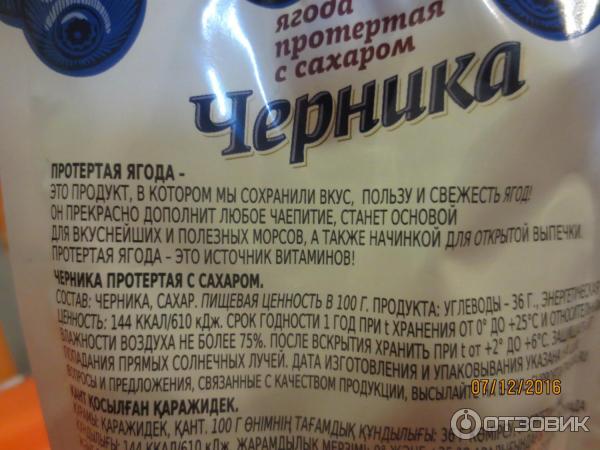 ягода
протертая
с сахаром
Черника
ПРОТЕРТАЯ ЯГОДА –
ЭТО ПРОДУКТ, В КОТОРОМ МЫ СОХРАНИЛИ ВКУС, ПОЛЬЗУ И СВЕЖЕСТЬ ЯГОД!
ОН ПРЕКРАСНО ДОПОЛНИТ ЛЮБОЕ ЧАЕПИТИЕ, СТАНЕТ ОСНОВОЙ
ДЛЯ ВКУСНЕЙШИХ И ПОЛЕЗНЫХ МОРСОВ, А ТАКЖЕ НАЧИНКОЙ ДЛЯ ОТКРЫТОЙ ВЫПЕЧКИ.
ПРОТЕРТАЯ ЯГОДА – ЭТО ИСТОЧНИК ВИТАМИНОВ!
ЧЕРНИКА ПРОТЕРТАЯ С САХАРОМ.
СОСТАВ: ЧЕРНИКА, САХАР. ПИЩЕВАЯ ЦЕННОСТЬ В 100 Г. ПРОДУКТА: УГЛЕВОДЫ - 36 Г., ЭНЕРГЕТИЧЕСКАЯ
ЦЕННОСТЬ: 144 ККАЛ/610 кДж. СРОК ГОДНОСТИ 1 ГОД ПРИ t ХРАНЕНИЯ ОТ 0° ДО +25°C И
ВЛАЖНОСТИ ВОЗДУХА НЕ БОЛЕЕ 75%. ПОСЛЕ ВСКРЫТИЯ ХРАНИТЬ ПРИ t от +2° ДО +6°C.
ПОПАДАНИЯ ПРЯМЫХ СОЛНЕЧНЫХ ЛУЧЕЙ. ДАТА ИЗГОТОВЛЕНИЯ И УПАКОВЫВАНИЯ УКАЗАНА
ВОПРОСЫ И ПРЕДЛОЖЕНИЯ, СВЯЗАННЫЕ С КАЧЕСТВОМ ПРОДУКЦИИ,
07/12/2016
ҚАНТ ҚОСЫЛҒАН ҚАРАЖИДЕК.
ҚҰРАМЫ: ҚАРАЖИДЕК, ҚАНТ. 100 Г ӨНІМНІҢ ТАҒАМДЫҚ ҚҰНДЫЛЫҒЫ:
144 ККАЛ/610 кДж. ЖАРАМДЫЛЫҚ МЕРЗІМІ:
ОТЗОВИК